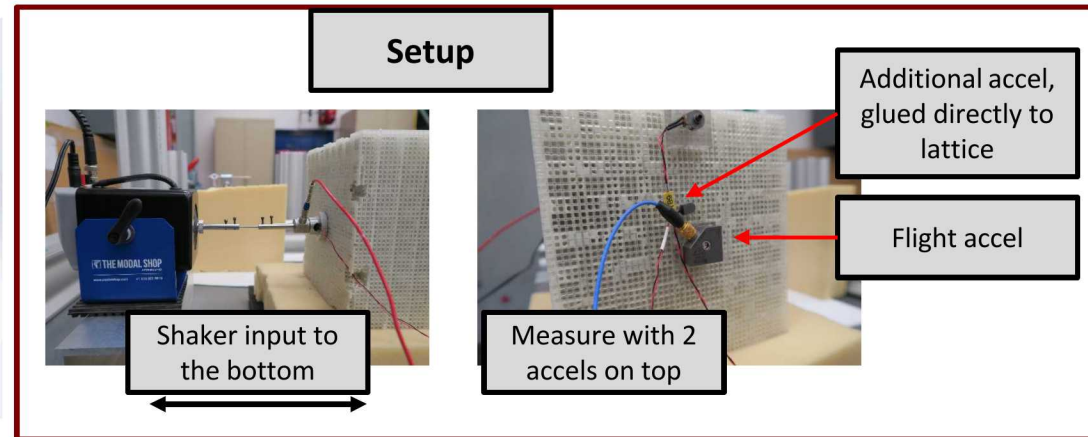 Setup
Additional accel,
glued directly to
lattice
Flight accel
THE MODAL SHOP
Shaker input to
the bottom
Measure with 2
accels on top